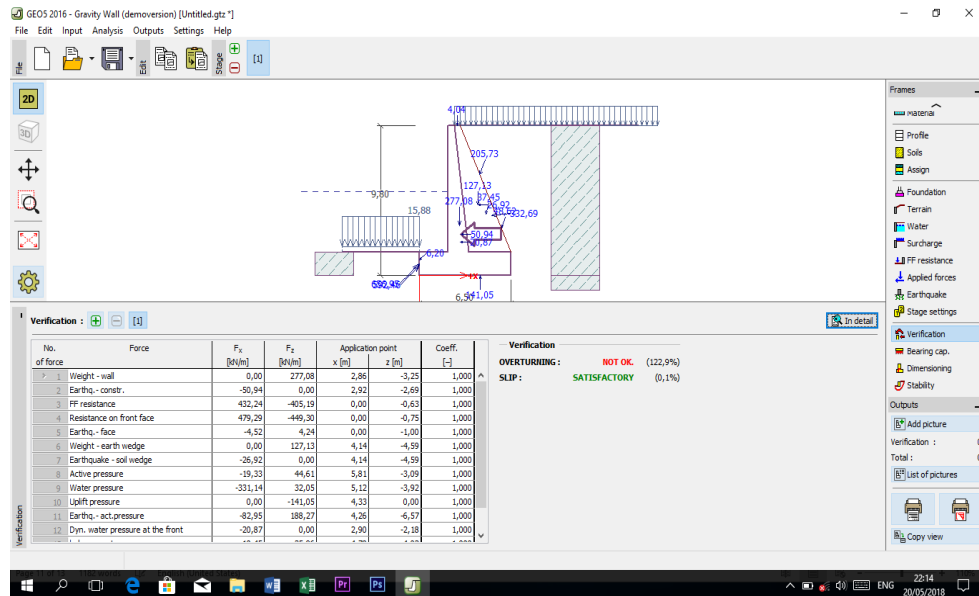 GEO5 2016 - Gravity Wall (demoversion) [Untitled.gtz *]
File Edit Input Analysis Outputs Settings Help
File
Edit
Stage
[1]
2D
3D
4,04
205,73
127,13
37,45
277,08
332,69
9,80
15,88
50,94
6,20
141,05
6,50
Frames
Material
Profile
Soils
Assign
Foundation
Terrain
Water
Surcharge
FF resistance
Applied forces
Earthquake
Stage settings
Verification
Bearing cap.
Dimensioning
Stability
Outputs
Add picture
Verification :
Total :
List of pictures
Copy view
Verification : [1]
In detail
No. Force Fx Fz Application point Coeff.
of force [kN/m] [kN/m] x [m] z [m] [-]
1 Weight - wall 0,00 277,08 2,86 -3,25 1,000
2 Earthq.- constr. -50,94 0,00 2,92 -2,69 1,000
3 FF resistance 432,24 -405,19 0,00 -0,63 1,000
4 Resistance on front face 479,29 -449,30 0,00 -0,75 1,000
5 Earthq.- face -4,52 4,24 0,00 -1,00 1,000
6 Weight - earth wedge 0,00 127,13 4,14 -4,59 1,000
7 Earthquake - soil wedge -26,92 0,00 4,14 -4,59 1,000
8 Active pressure -19,33 44,61 5,81 -3,09 1,000
9 Water pressure -331,14 32,05 5,12 -3,92 1,000
10 Uplift pressure 0,00 -141,05 4,33 0,00 1,000
11 Earthq.- act.pressure -82,95 188,27 4,26 -6,57 1,000
12 Dyn. water pressure at the front -20,87 0,00 2,90 -2,18 1,000
Verification
OVERTURNING : NOT OK. (122,9%)
SLIP : SATISFACTORY (0,1%)
Verification
ENG
22:14
20/05/2018